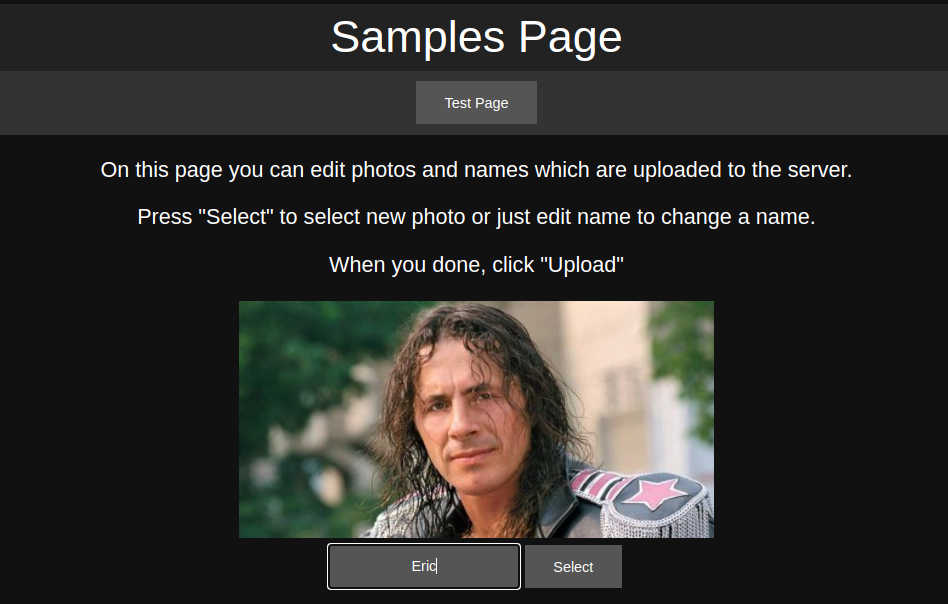 Samples Page
Test Page
On this page you can edit photos and names which are uploaded to the server.
Press "Select" to select new photo or just edit name to change a name.
When you done, click "Upload"
Eric
Select